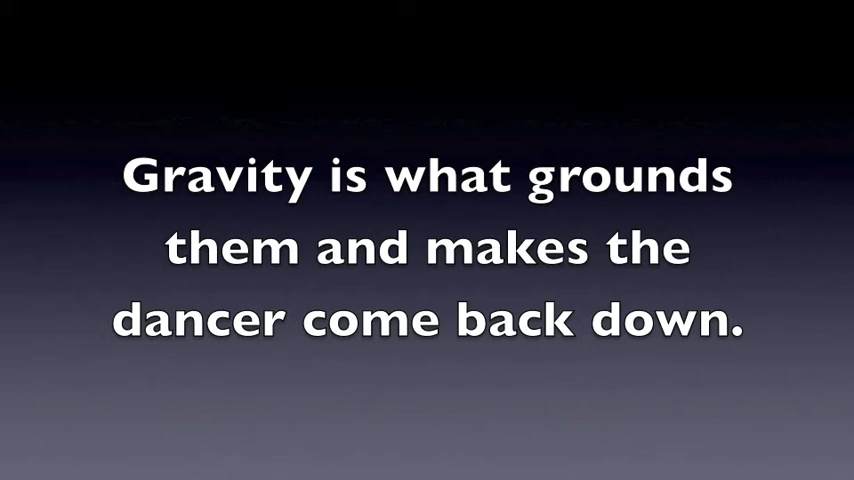 Gravity is what grounds
them and makes the
dancer come back down.